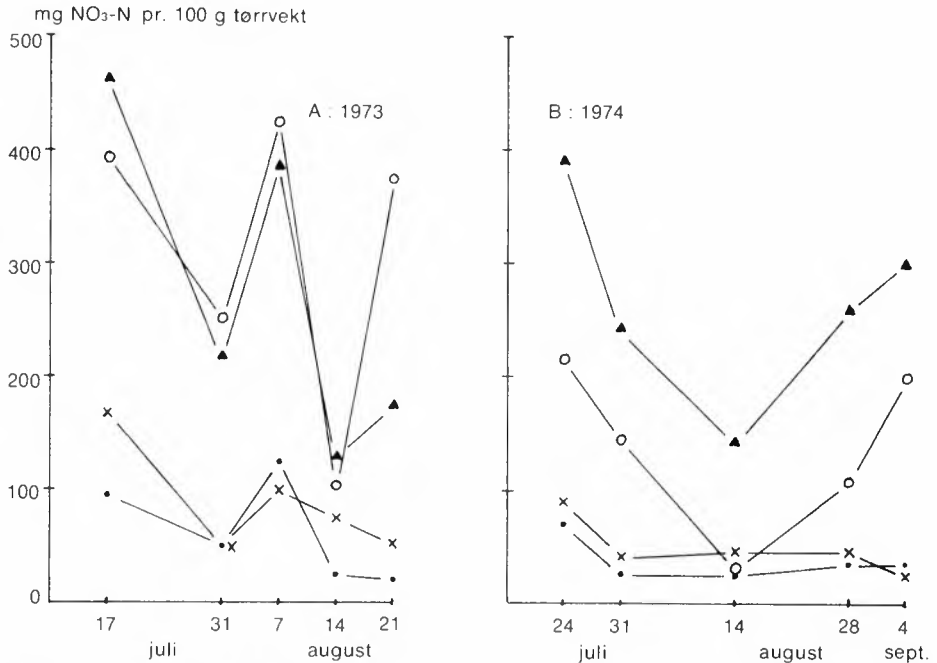 mg NO₃-N pr. 100 g tørrvekt
500
400
300
200
100
0
A : 1973
17 31 7 14 21
juli august
B : 1974
24 31 14 28 4
juli august sept.